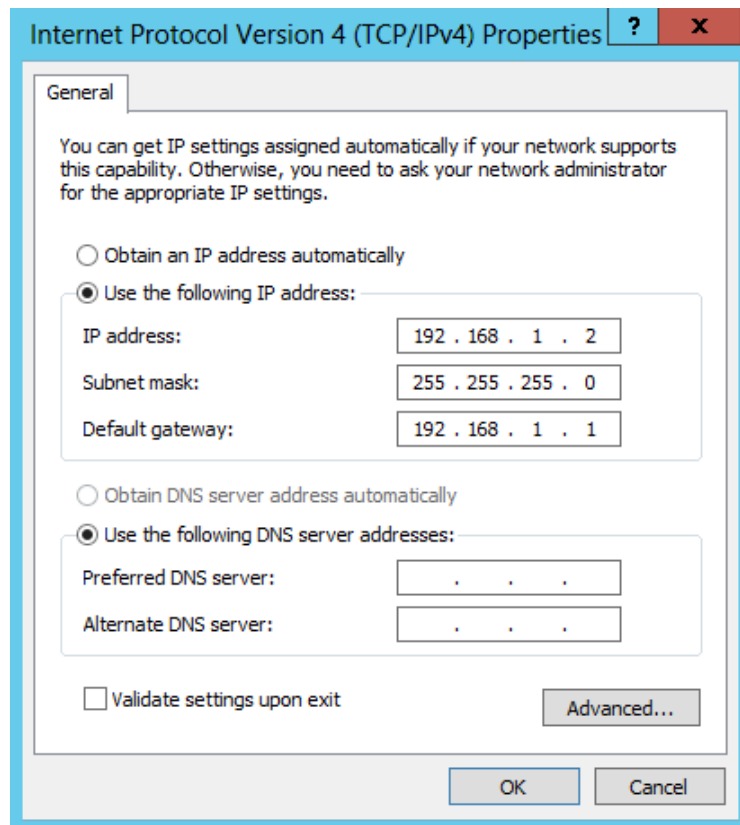 Internet Protocol Version 4 (TCP/IPv4) Properties ? x
General
You can get IP settings assigned automatically if your network supports
this capability. Otherwise, you need to ask your network administrator
for the appropriate IP settings.
Obtain an IP address automatically
Use the following IP address:
IP address: 192 . 168 . 1 . 2
Subnet mask: 255 . 255 . 255 . 0
Default gateway: 192 . 168 . 1 . 1
Obtain DNS server address automatically
Use the following DNS server addresses:
Preferred DNS server: . . .
Alternate DNS server: . . .
Validate settings upon exit
Advanced...
OK Cancel